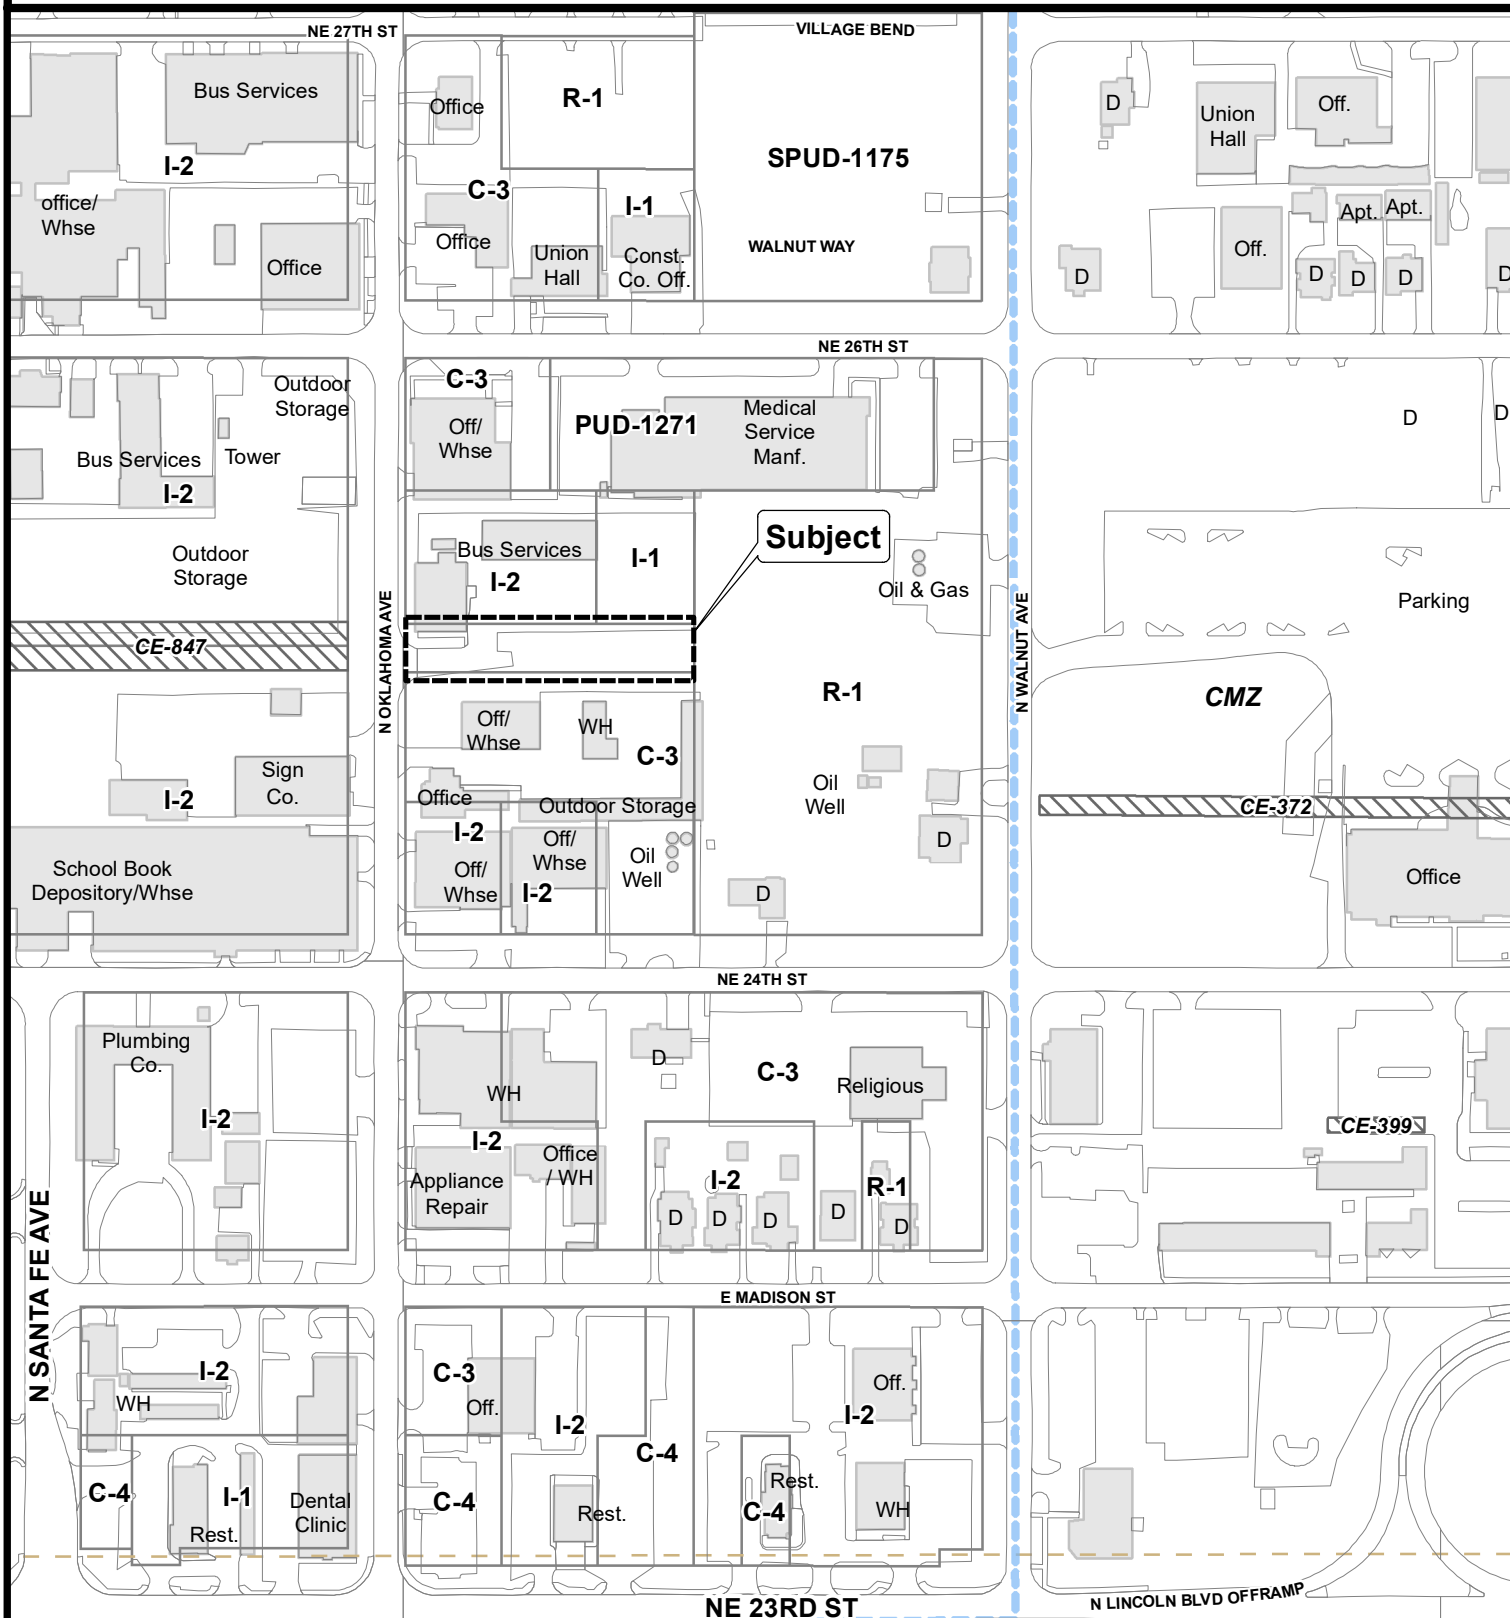 NE 27TH ST
VILLAGE BEND
Bus Services
Office
R-1
D
Union
Hall
Off.
SPUD-1175
I-2
C-3
I-1
office/
Whse
Apt.
Apt.
Office
Office
Union
Hall
Const.
Co. Off.
WALNUT WAY
D
Off.
D
D
D
D
NE 26TH ST
Outdoor
Storage
C-3
Off/
Whse
PUD-1271
Medical
Service
Manf.
D
D
Bus Services
Tower
I-2
Outdoor
Storage
Bus Services
I-2
I-1
Subject
Oil & Gas
Parking
N OKLAHOMA AVE
N WALNUT AVE
CE-847
R-1
CMZ
Off/
Whse
WH
C-3
Sign
Co.
I-2
Office
Outdoor Storage
Oil
Well
CE-372
I-2
Off/
Whse
Off/
Whse
I-2
Oil
Well
D
D
School Book
Depository/Whse
Office
NE 24TH ST
Plumbing
Co.
I-2
WH
D
C-3
Religious
CE-399
I-2
Office
/ WH
Appliance
Repair
I-2
R-1
D
D
D
D
D
N SANTA FE AVE
E MADISON ST
I-2
WH
C-3
Off.
I-2
C-4
Off.
I-2
C-4
I-1
Rest.
Dental
Clinic
C-4
Rest.
Rest.
C-4
WH
NE 23RD ST
N LINCOLN BLVD OFFRAMP